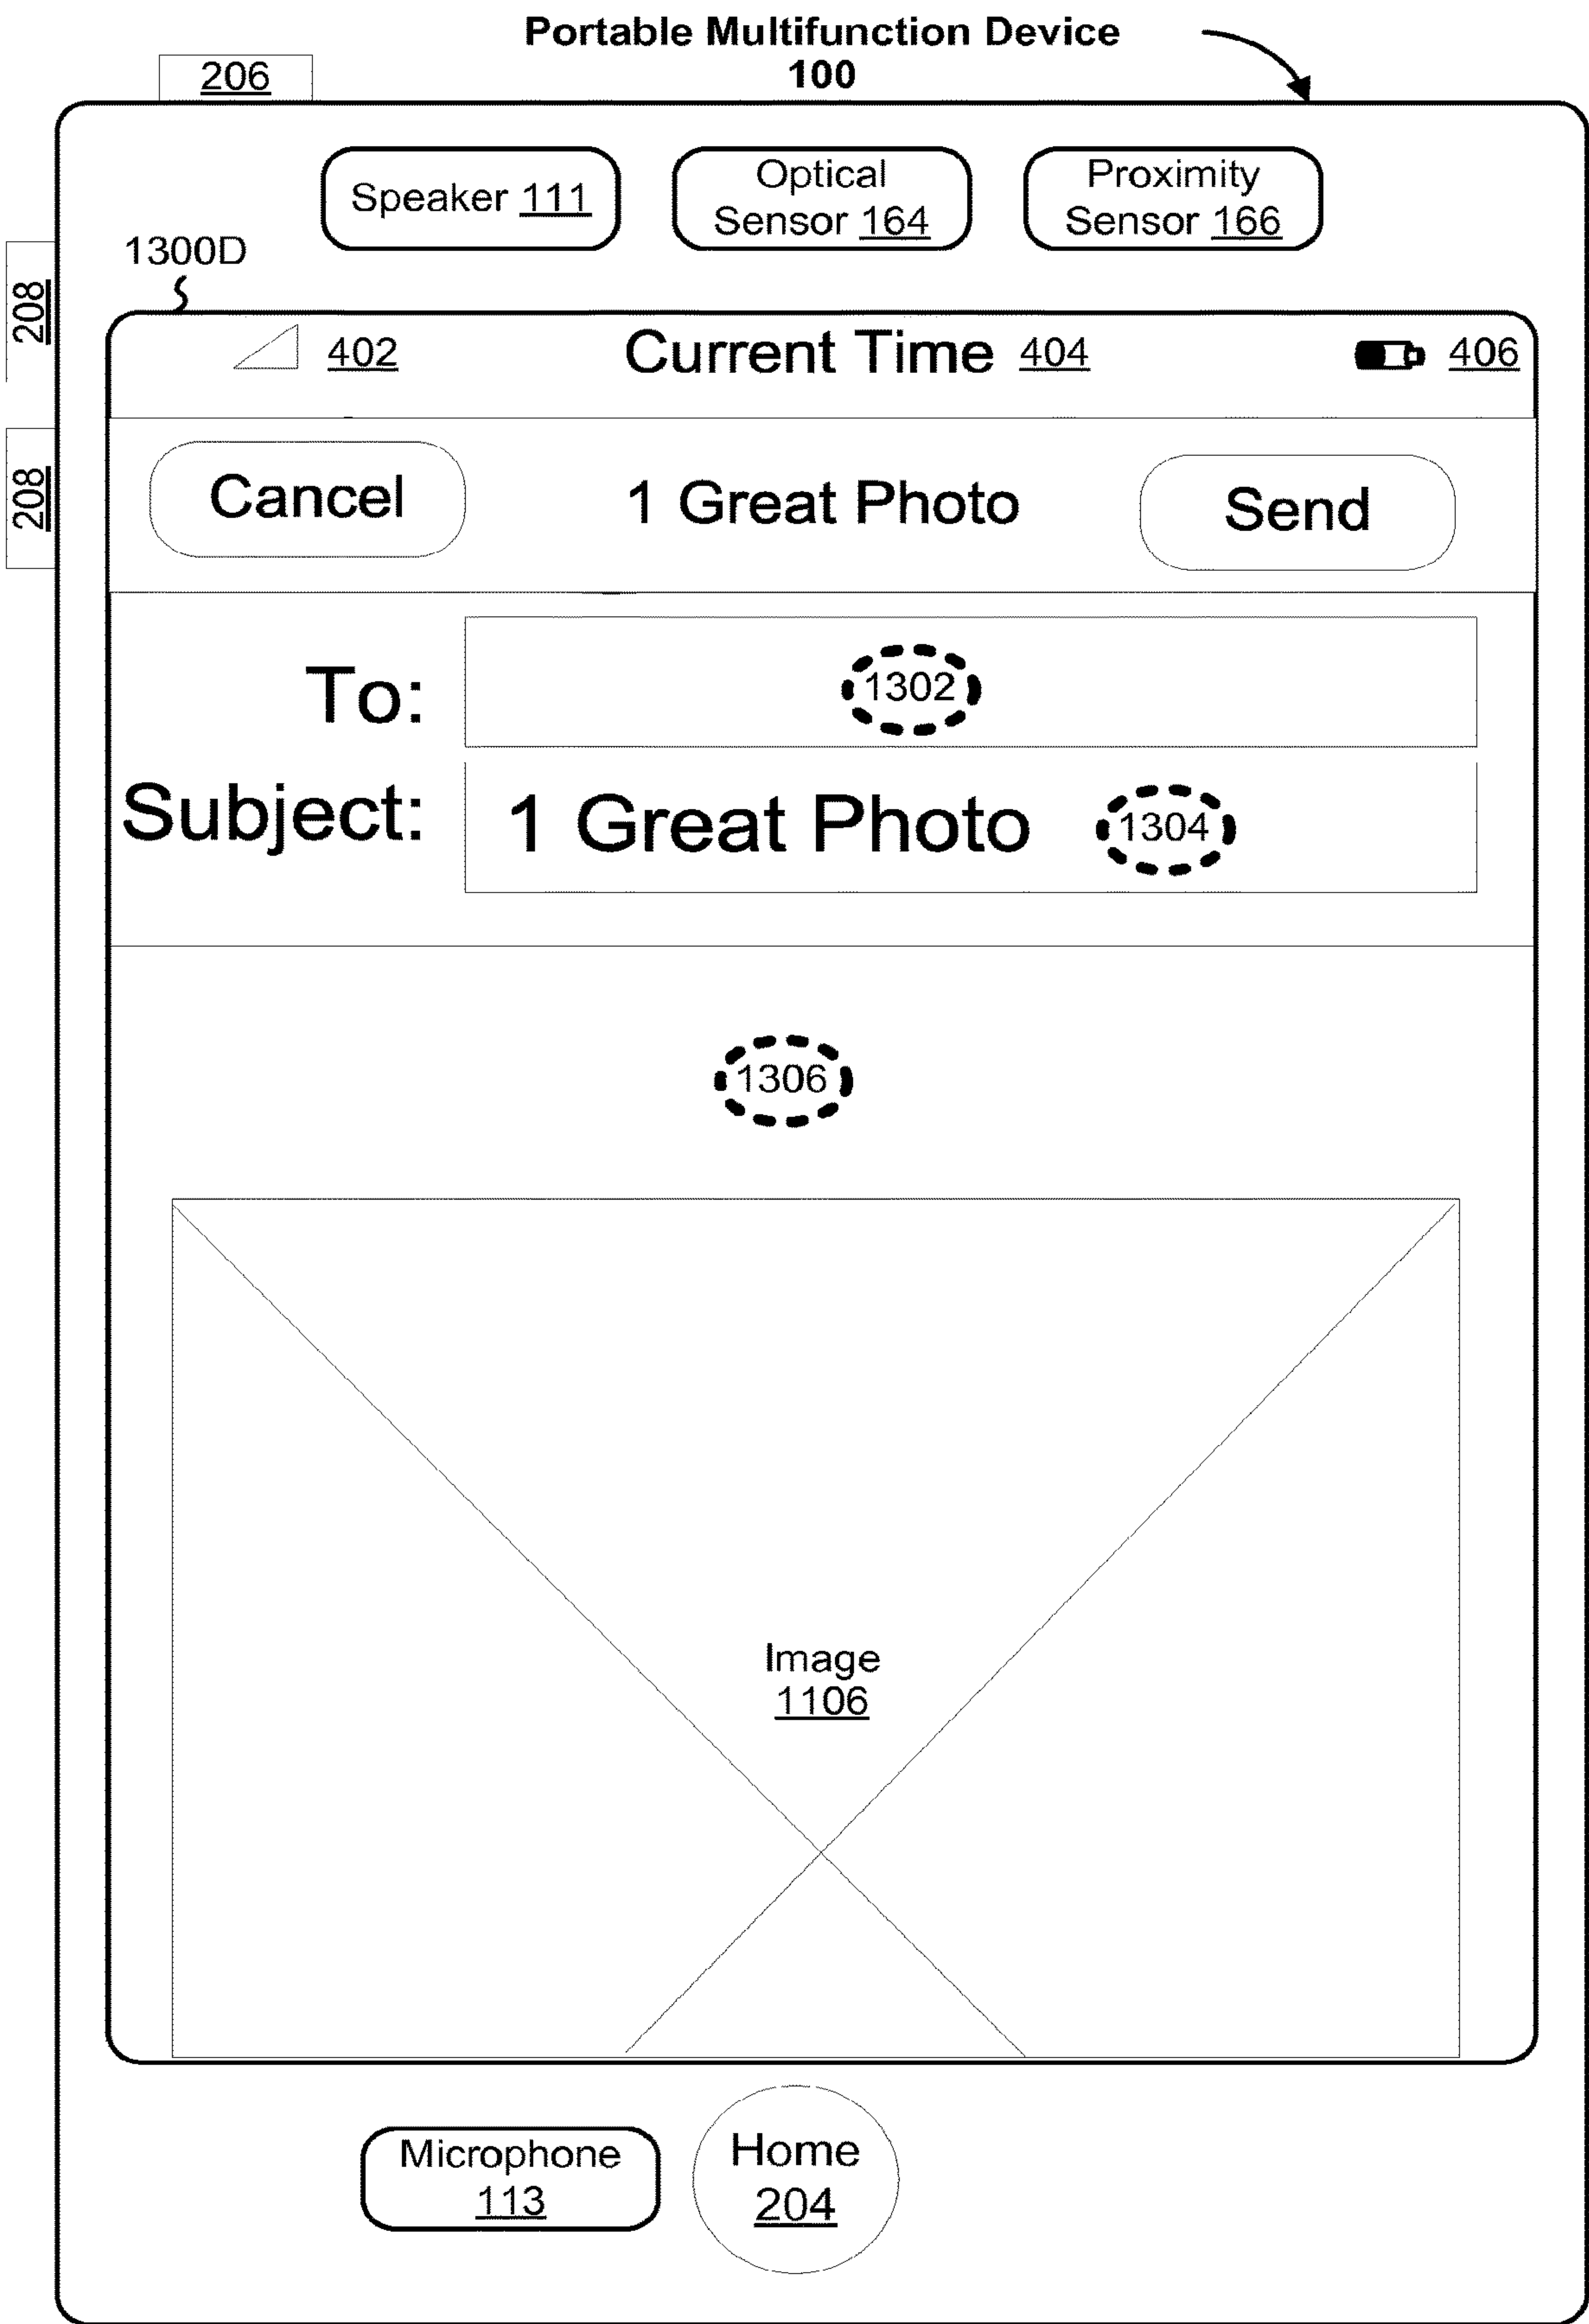 Portable Multifunction Device
100
206
Speaker 111
Optical
Sensor 164
Proximity
Sensor 166
1300D
208
402
Current Time 404
406
208
Cancel
1 Great Photo
Send
To:
1302
Subject:
1 Great Photo
1304
1306
Image
1106
Microphone
113
Home
204